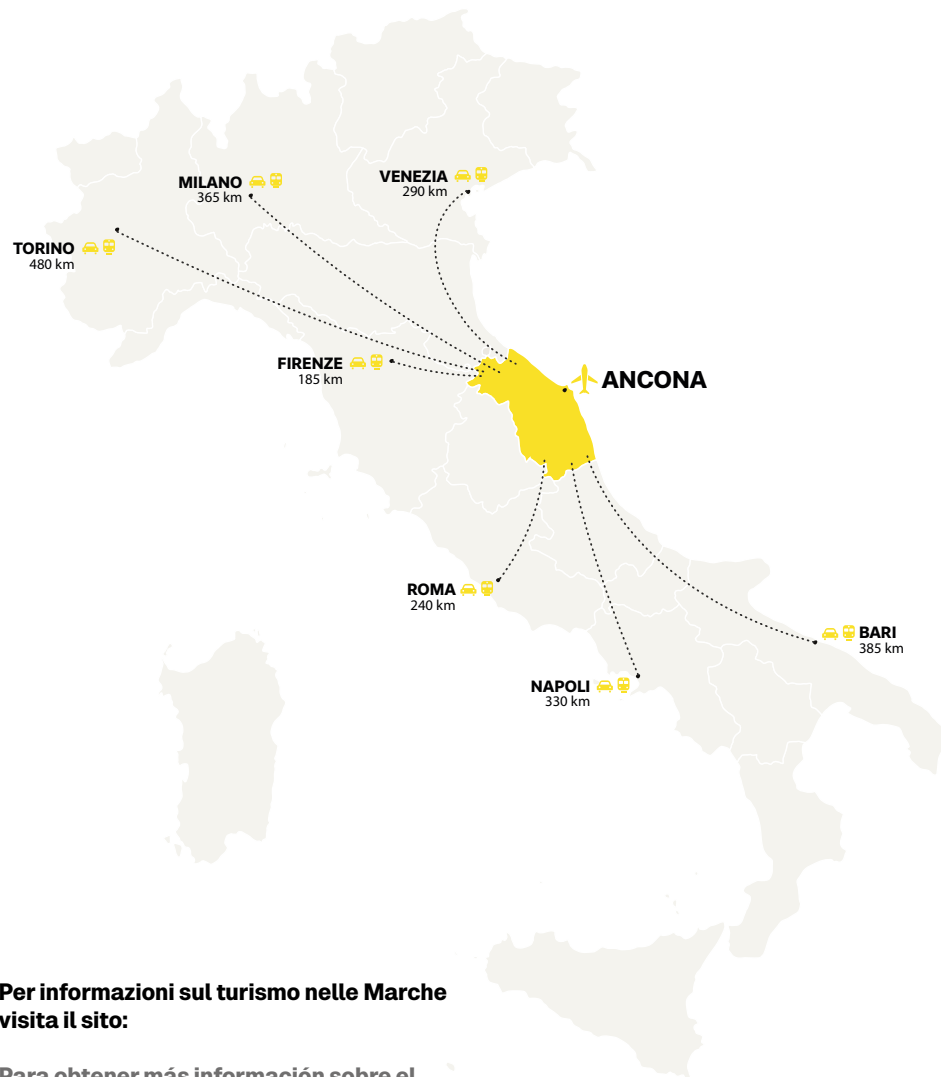 MILANO
365 km
VENEZIA
290 km
TORINO
480 km
FIRENZE
185 km
ANCONA
ROMA
240 km
BARI
385 km
NAPOLI
330 km
Per informazioni sul turismo nelle Marche
visita il sito:
Para obtener más información sobre el